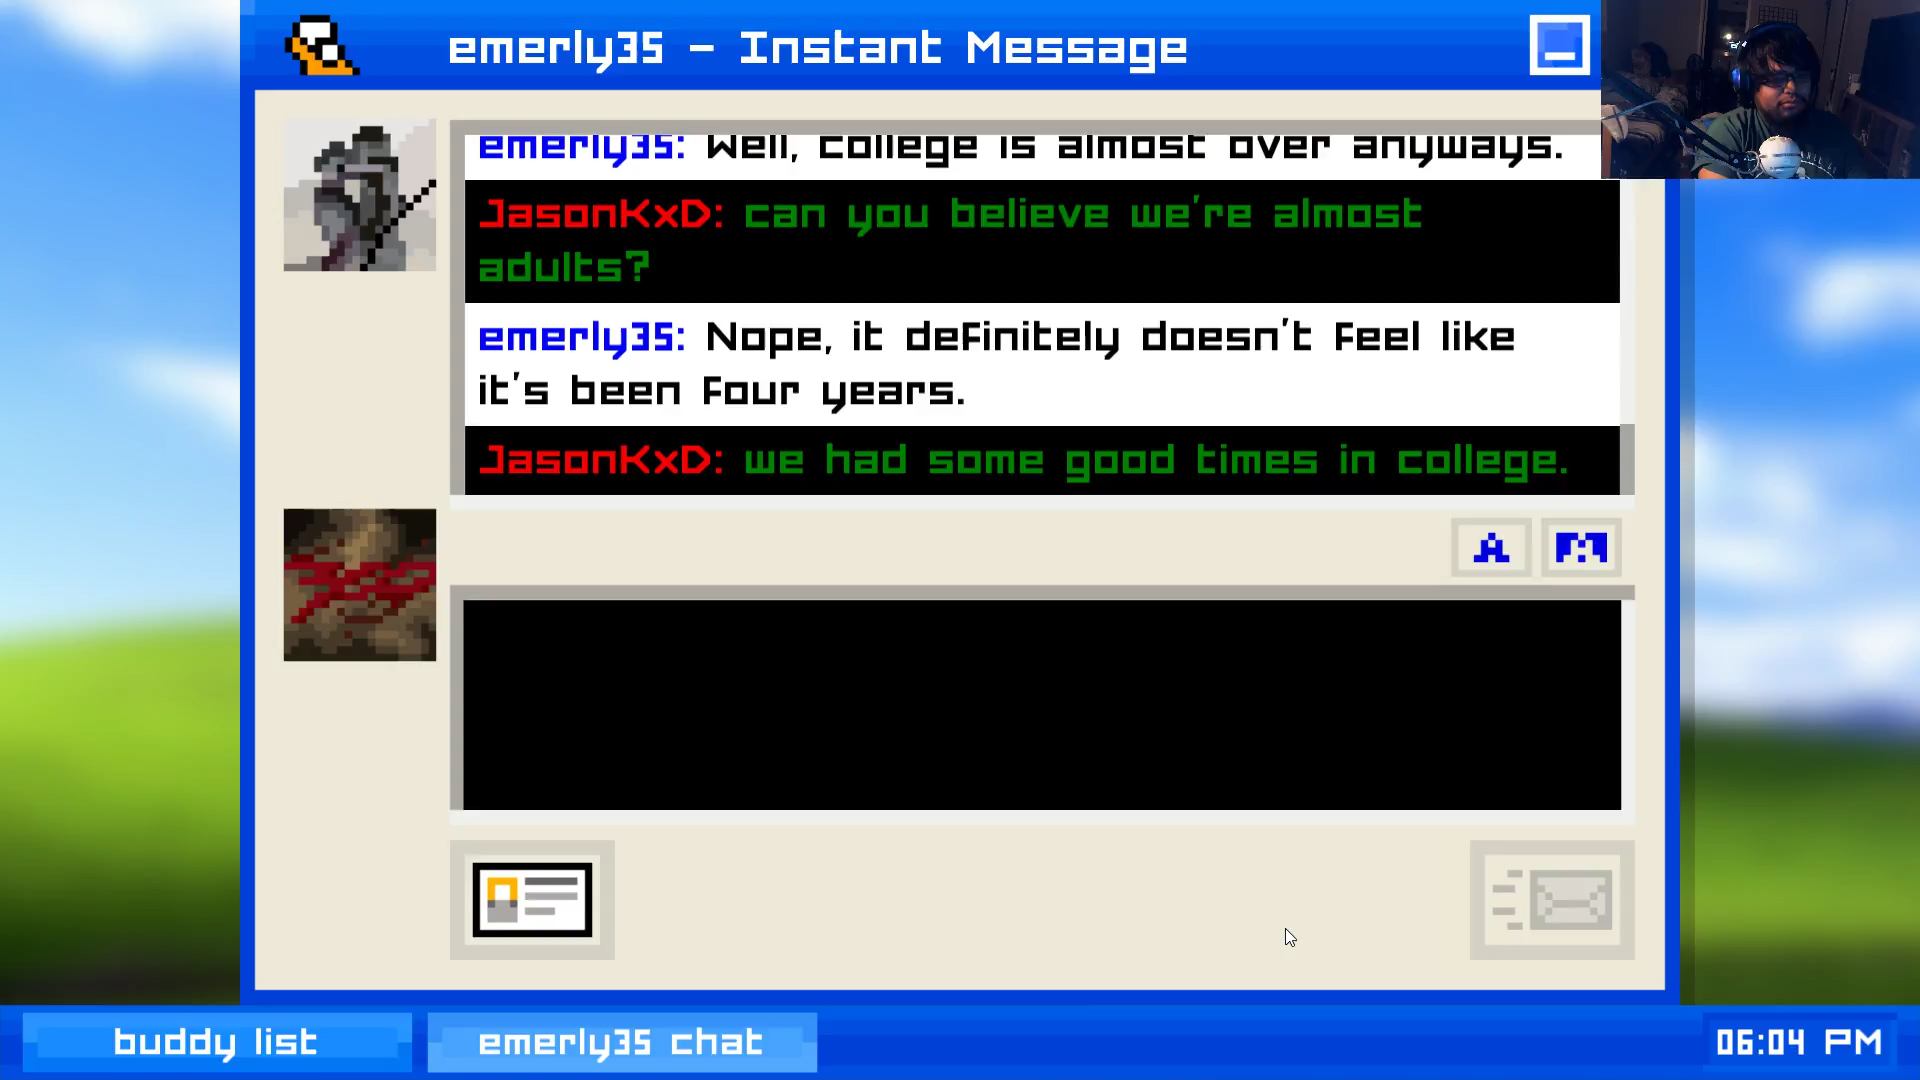 emerly35 - Instant Message
emerly35: Well, college is almost over anyways.
JasonKxD: can you believe we're almost
adults?
emerly35: Nope, it definitely doesn't feel like
it's been four years.
JasonKxD: we had some good times in college.
A
buddy list
emerly35 chat
06:04 PM